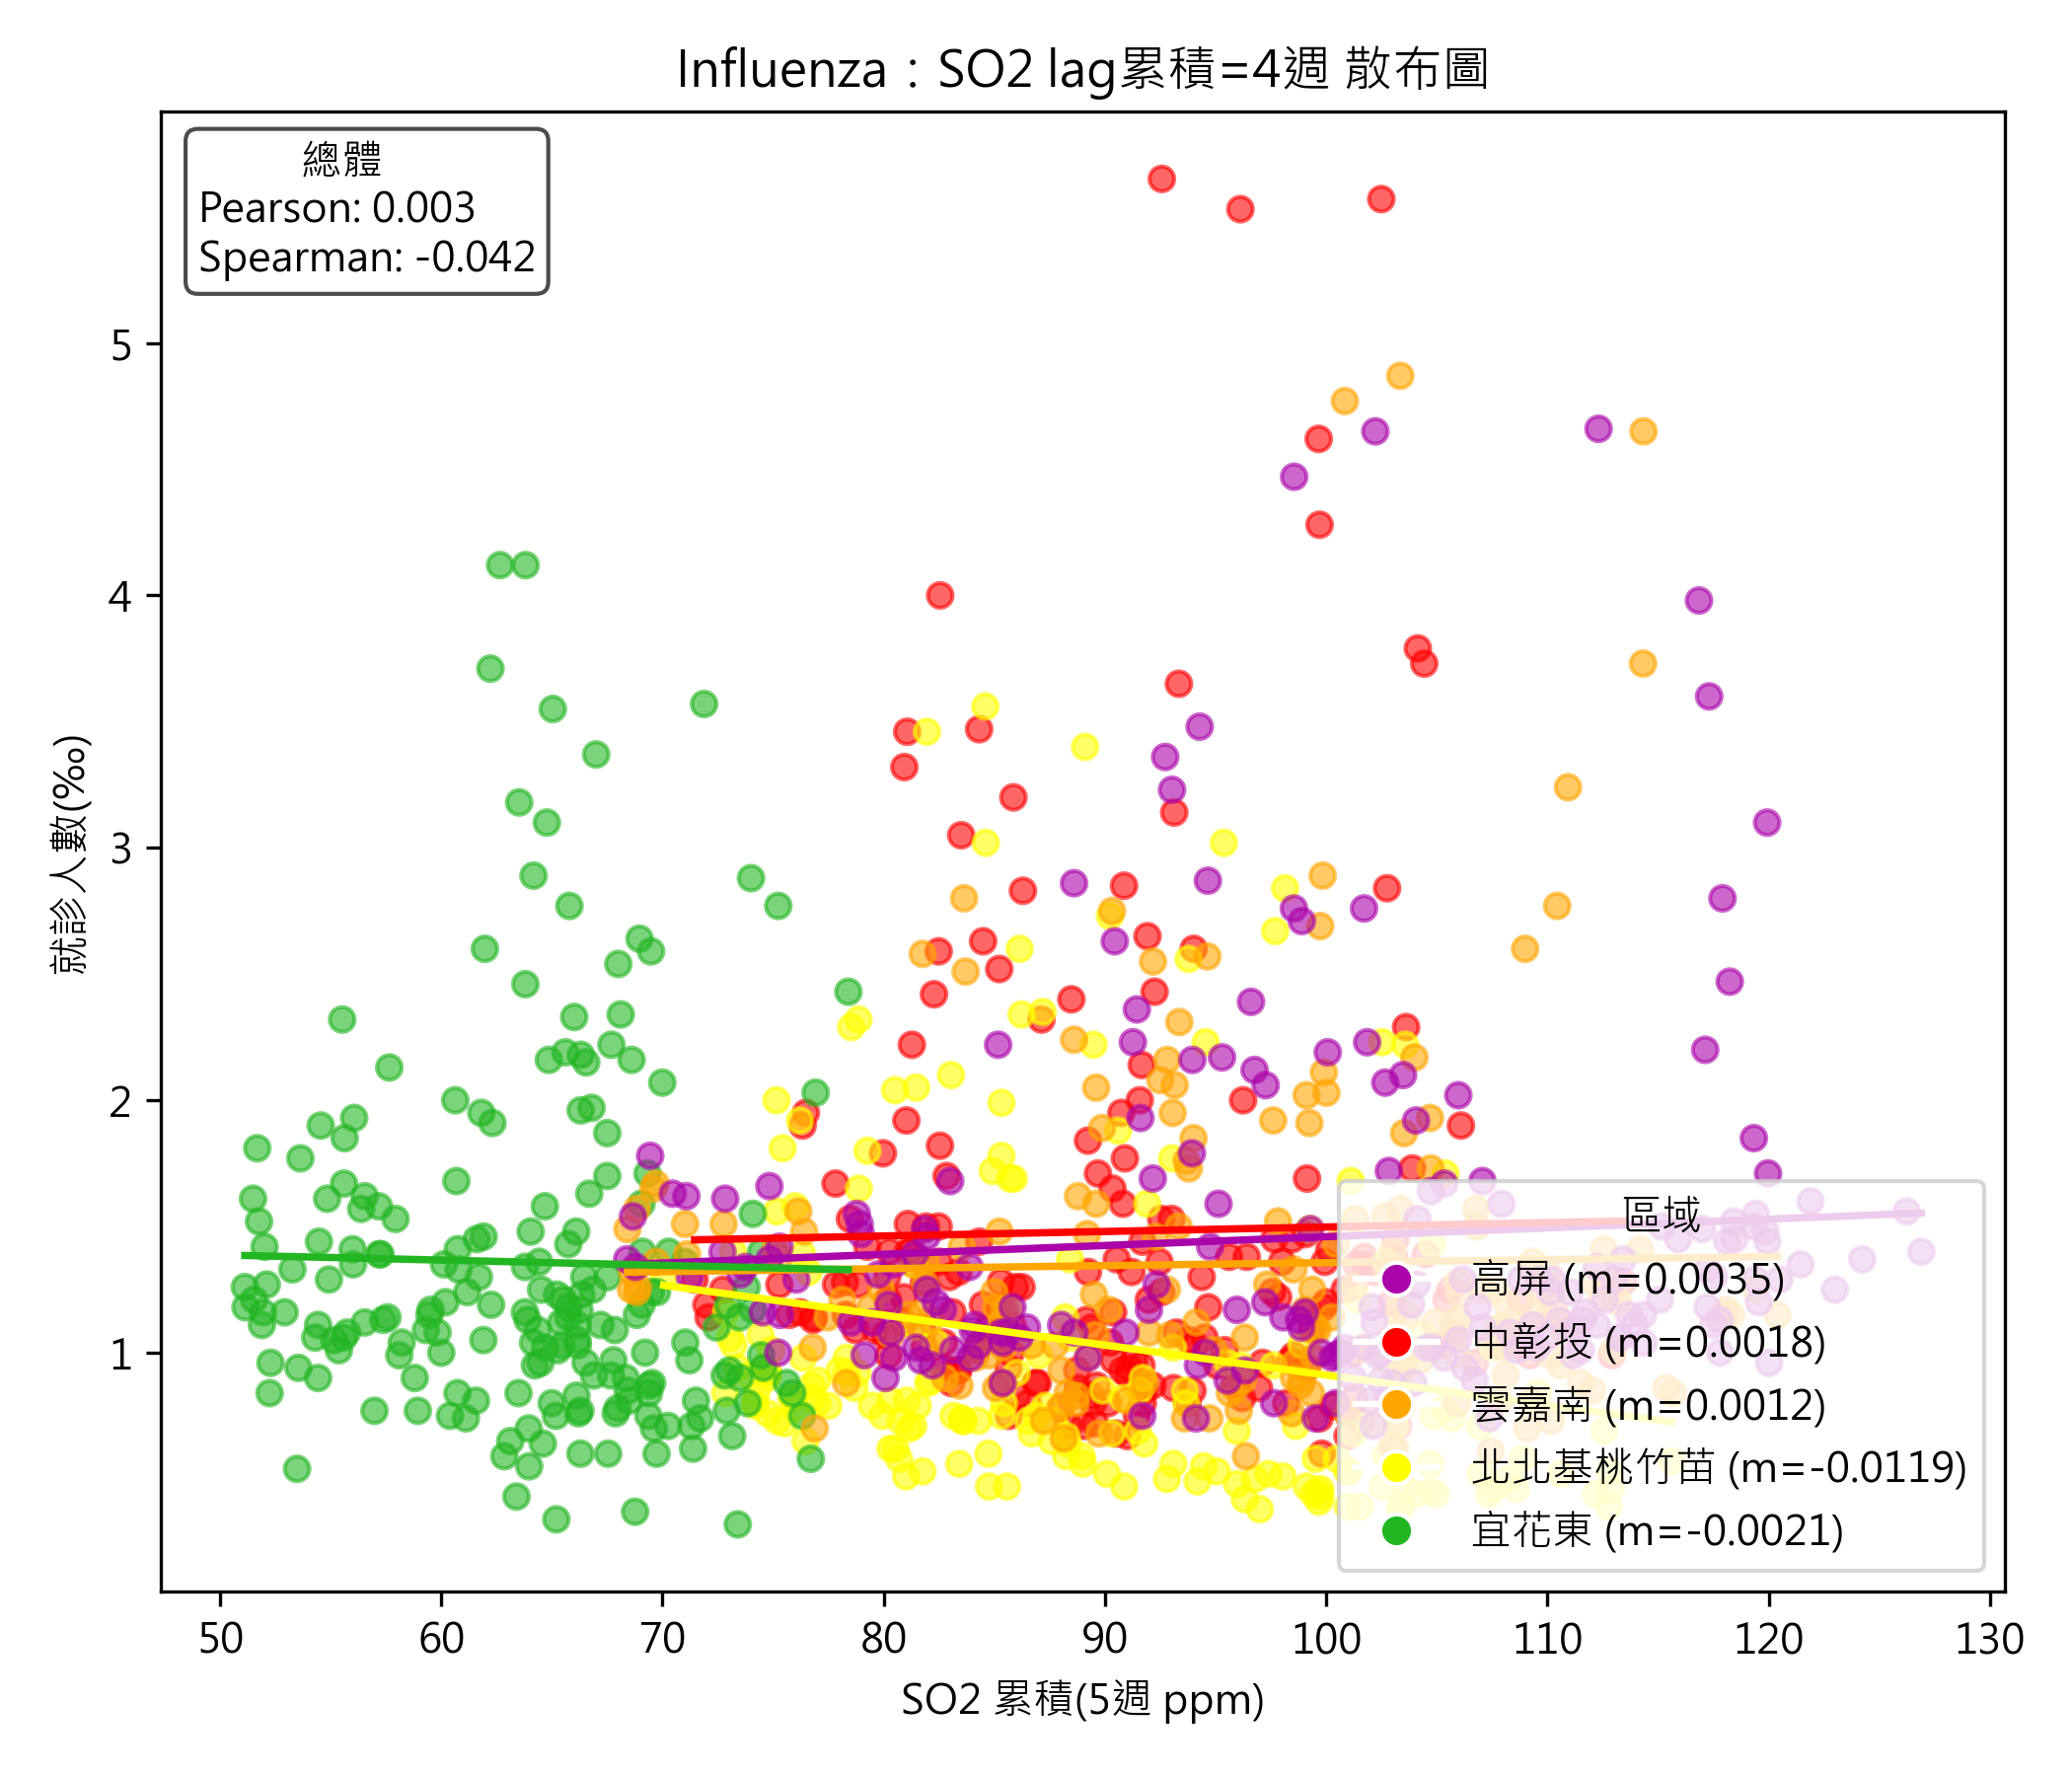 Influenza：SO2 lag累積=4週 散布圖
總體
Pearson: 0.003
Spearman: -0.042
就診人數(‰)
5
4
3
2
1
區域
高屏 (m=0.0035)
中彰投 (m=0.0018)
雲嘉南 (m=0.0012)
北北基桃竹苗 (m=-0.0119)
宜花東 (m=-0.0021)
50 60 70 80 90 100 110 120 130
SO2 累積(5週 ppm)